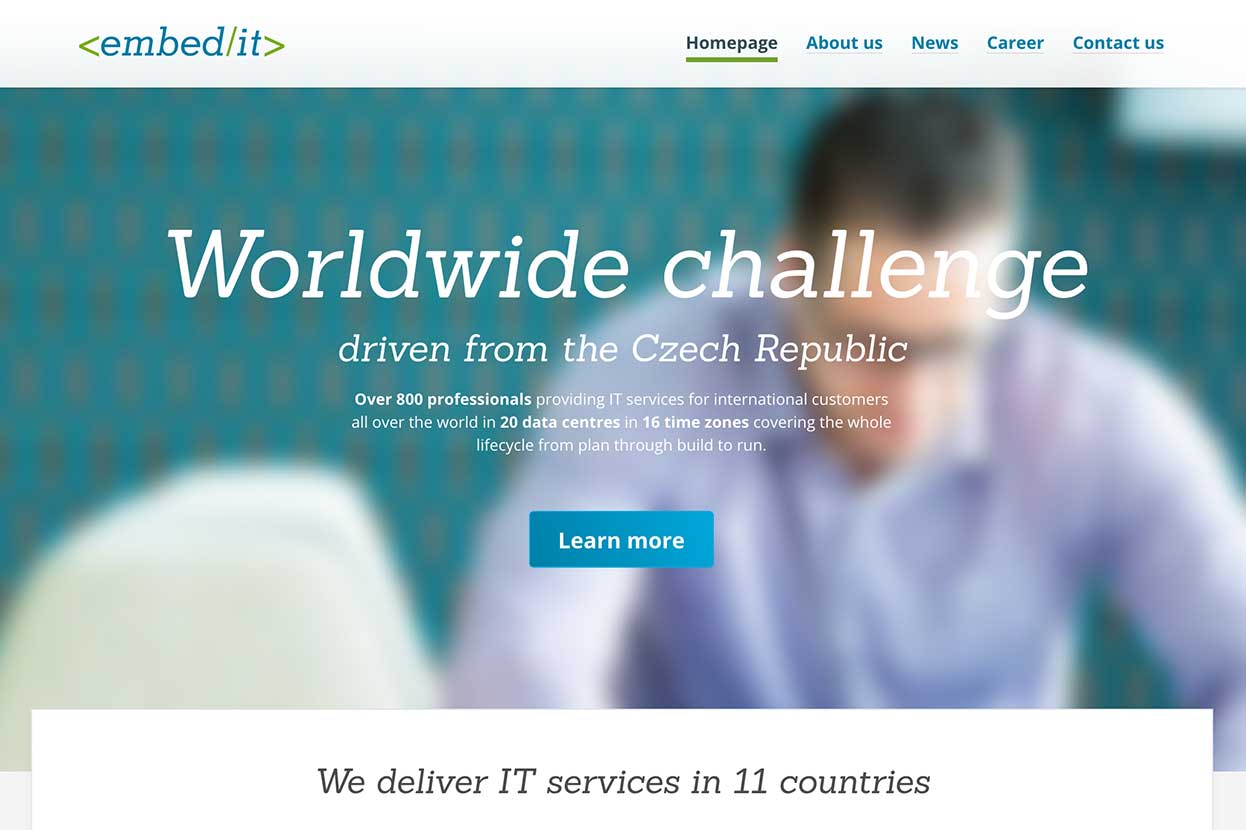 <embed/it>
Homepage About us News Career Contact us
Worldwide challenge
driven from the Czech Republic
Over 800 professionals providing IT services for international customers
all over the world in 20 data centres in 16 time zones covering the whole
lifecycle from plan through build to run.
Learn more
We deliver IT services in 11 countries